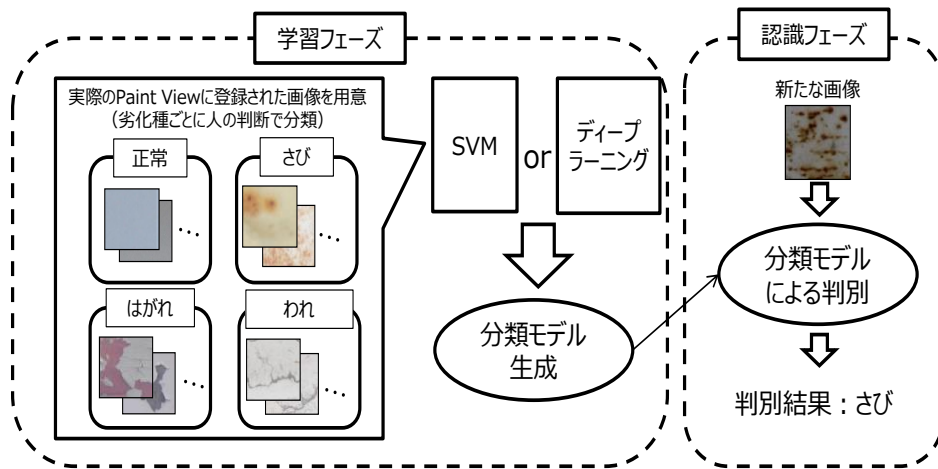 学習フェーズ
実際のPaint Viewに登録された画像を用意
(劣化種ごとに人の判断で分類)
正常
さび
…
…
はがれ
われ
…
…
SVM
or
ディープ
ラーニング
分類モデル
生成
認識フェーズ
新たな画像
分類モデル
による判別
判別結果：さび